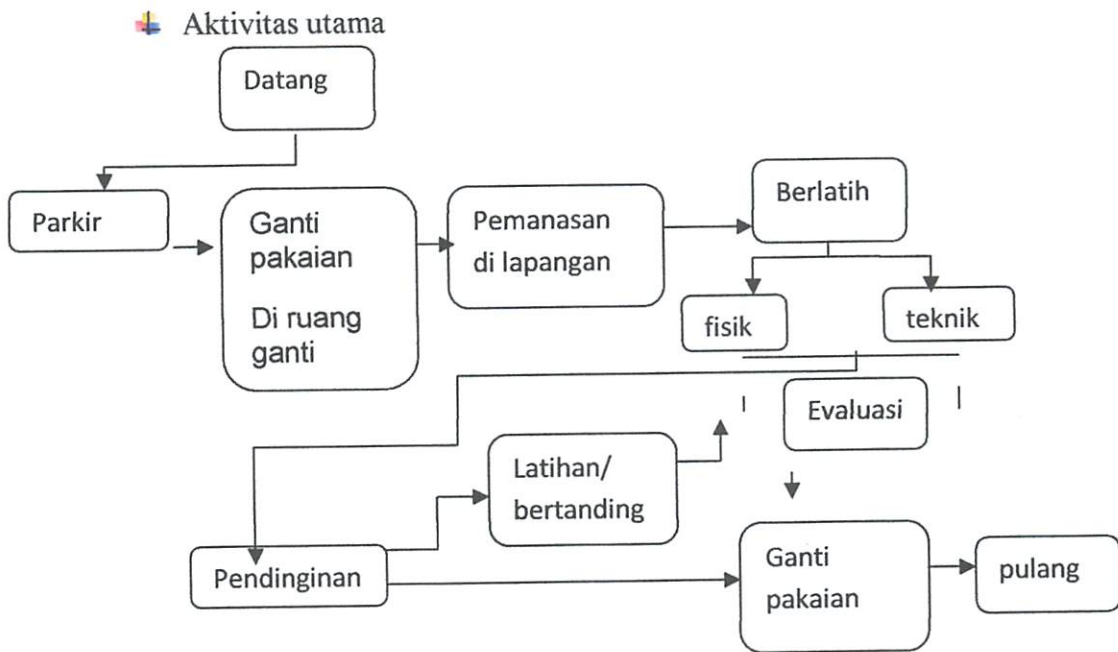 Aktivitas utama
Datang
Parkir
Ganti
pakaian
Di ruang
ganti
Pemanasan
di lapangan
Berlatih
fisik
teknik
Evaluasi
Latihan/
bertanding
Pendinginan
Ganti
pakaian
pulang